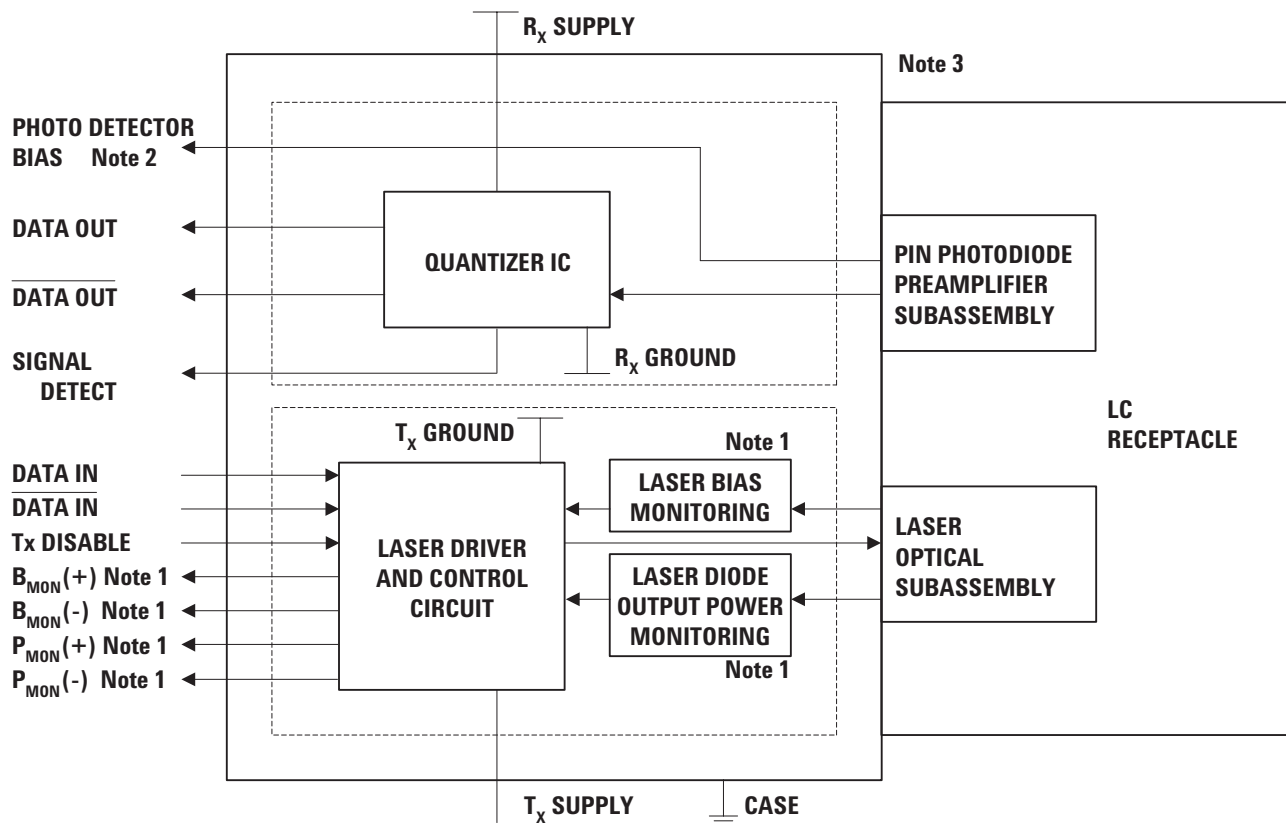 R_X SUPPLY
Note 3
PHOTO DETECTOR
BIAS Note 2
DATA OUT
DATA OUT
SIGNAL
DETECT
QUANTIZER IC
R_X GROUND
PIN PHOTODIODE
PREAMPLIFIER
SUBASSEMBLY
LC
RECEPTACLE
T_X GROUND
Note 1
DATA IN
DATA IN
Tx DISABLE
B_MON(+) Note 1
B_MON(-) Note 1
P_MON(+) Note 1
P_MON(-) Note 1
LASER DRIVER
AND CONTROL
CIRCUIT
LASER BIAS
MONITORING
LASER DIODE
OUTPUT POWER
MONITORING
Note 1
LASER
OPTICAL
SUBASSEMBLY
T_X SUPPLY
CASE